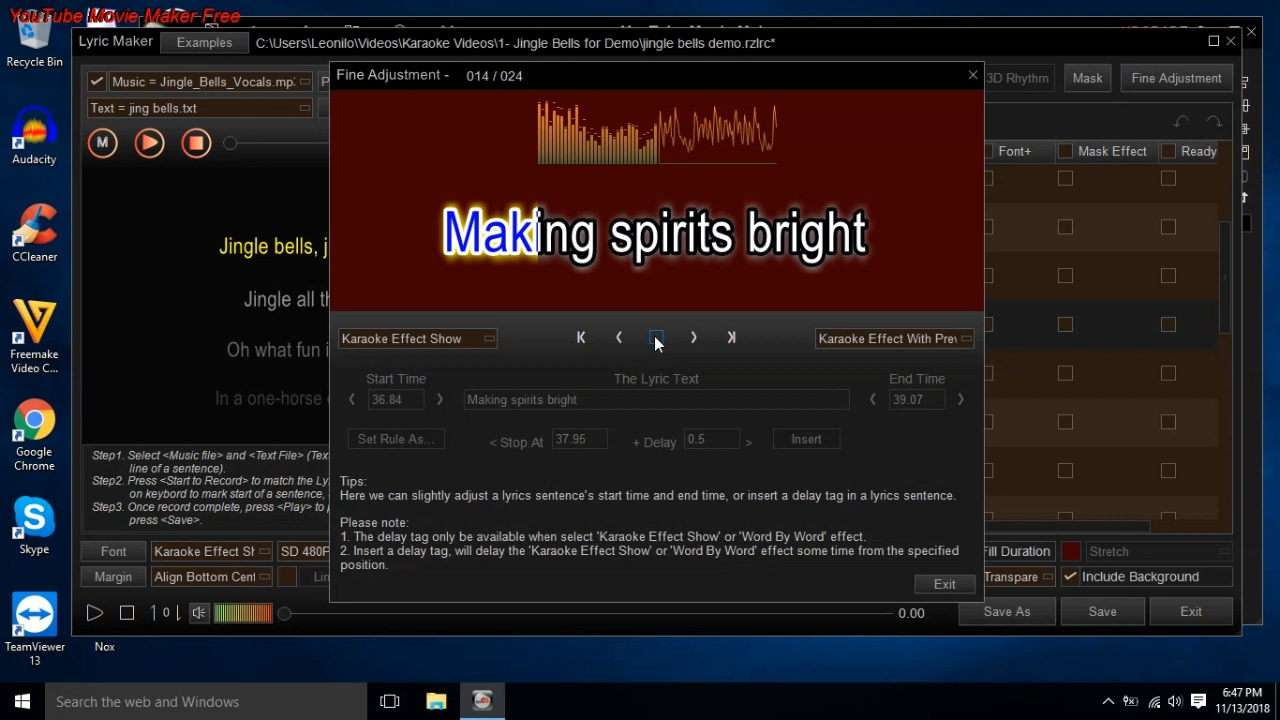 YouTube Movie Maker Free
Recycle Bin
Audacity
CCleaner
Freemake
Video C...
Google
Chrome
Skype
TeamViewer
13
Nox
Lyric Maker
Examples
C:\Users\Leonilo\Videos\Karaoke Videos\1- Jingle Bells for Demo\jingle bells demo.rzlrc*
Music = Jingle_Bells_Vocals.mp
Text = jing bells.txt
3D Rhythm
Mask
Fine Adjustment
M
Font+
Mask Effect
Ready
Jingle bells, j
Jingle all th
Oh what fun i
In a one-horse
Fine Adjustment - 014 / 024
Making spirits bright
Karaoke Effect Show
Karaoke Effect With Prev
Start Time
The Lyric Text
End Time
36.84
Making spirits bright
39.07
Set Rule As...
< Stop At
37.95
+ Delay
0.5
>
Insert
Tips:
Here we can slightly adjust a lyrics sentence's start time and end time, or insert a delay tag in a lyrics sentence.
Please note:
1. The delay tag only be available when select 'Karaoke Effect Show' or 'Word By Word' effect.
2. Insert a delay tag, will delay the 'Karaoke Effect Show' or 'Word By Word' effect some time from the specified
position.
Exit
Step1. Select <Music file> and <Text File> (Text
line of a sentence).
Step2. Press <Start to Record> to match the Lyr
on keybord to mark start of a sentence,
Step3. Once record complete, press <Play> to p
press <Save>.
Font
Karaoke Effect Sh
SD 480P
Fill Duration
Stretch
Margin
Align Bottom Cent
Lin
Transpare
Include Background
1 0
0.00
Save As
Save
Exit
Search the web and Windows
6:47 PM
11/13/2018